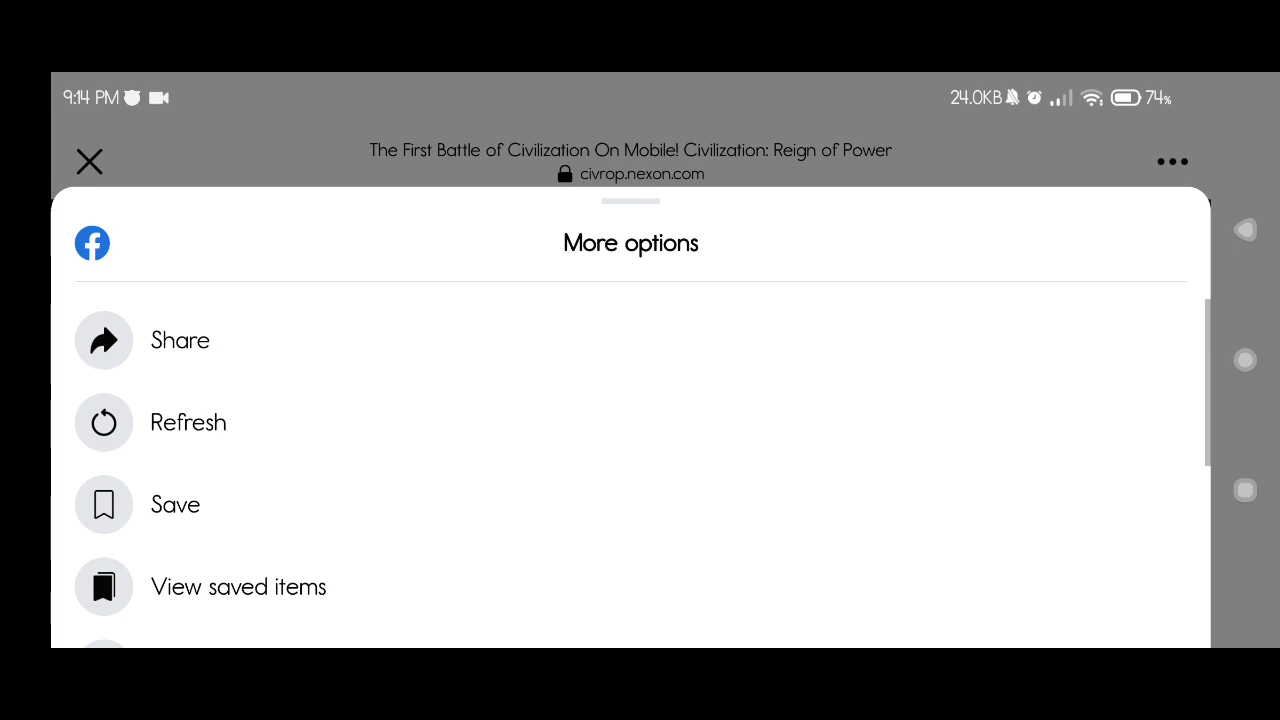 9:14 PM
24.0KB 74%
The First Battle of Civilization On Mobile! Civilization: Reign of Power
civrop.nexon.com
More options
Share
Refresh
Save
View saved items